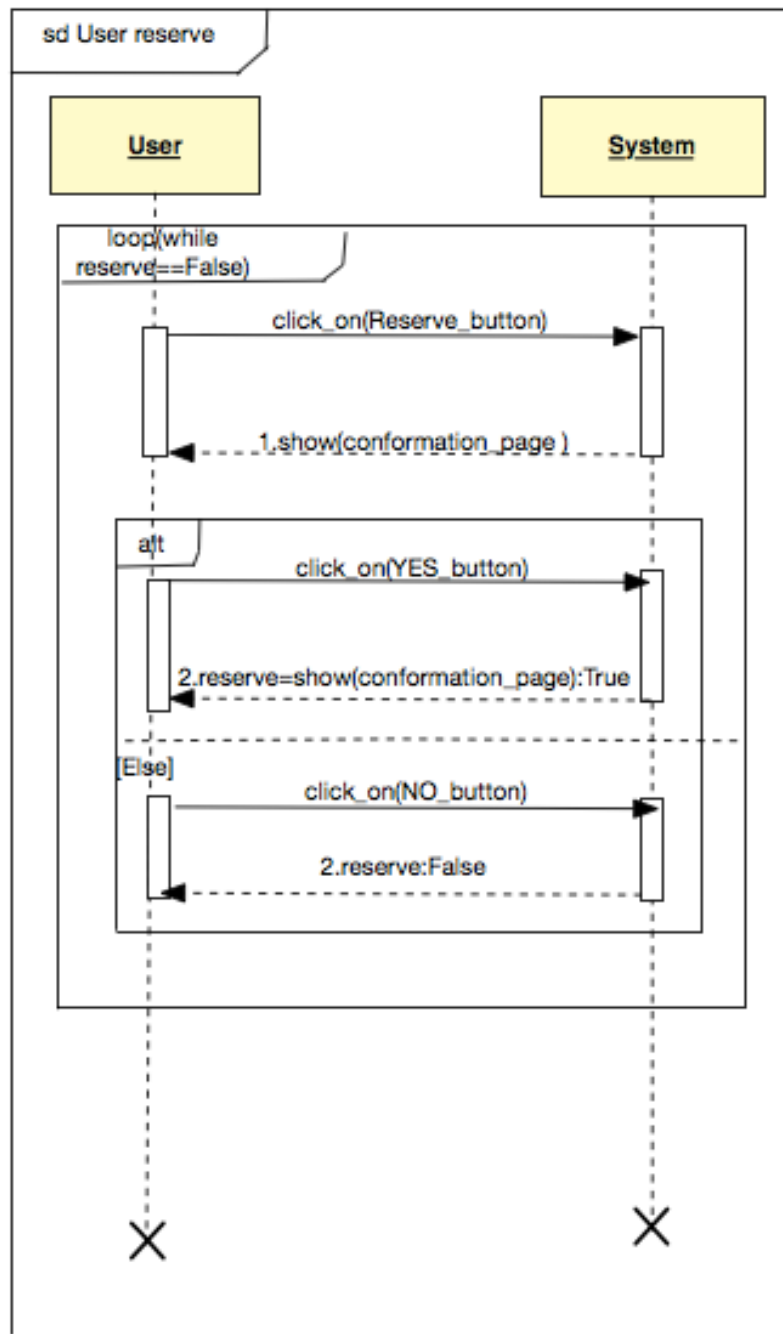 sd User reserve
User
System
loop(while
reserve==False)
click_on(Reserve_button)
1.show(conformation_page )
alt
click_on(YES_button)
2.reserve=show(conformation_page):True
[Else]
click_on(NO_button)
2.reserve:False